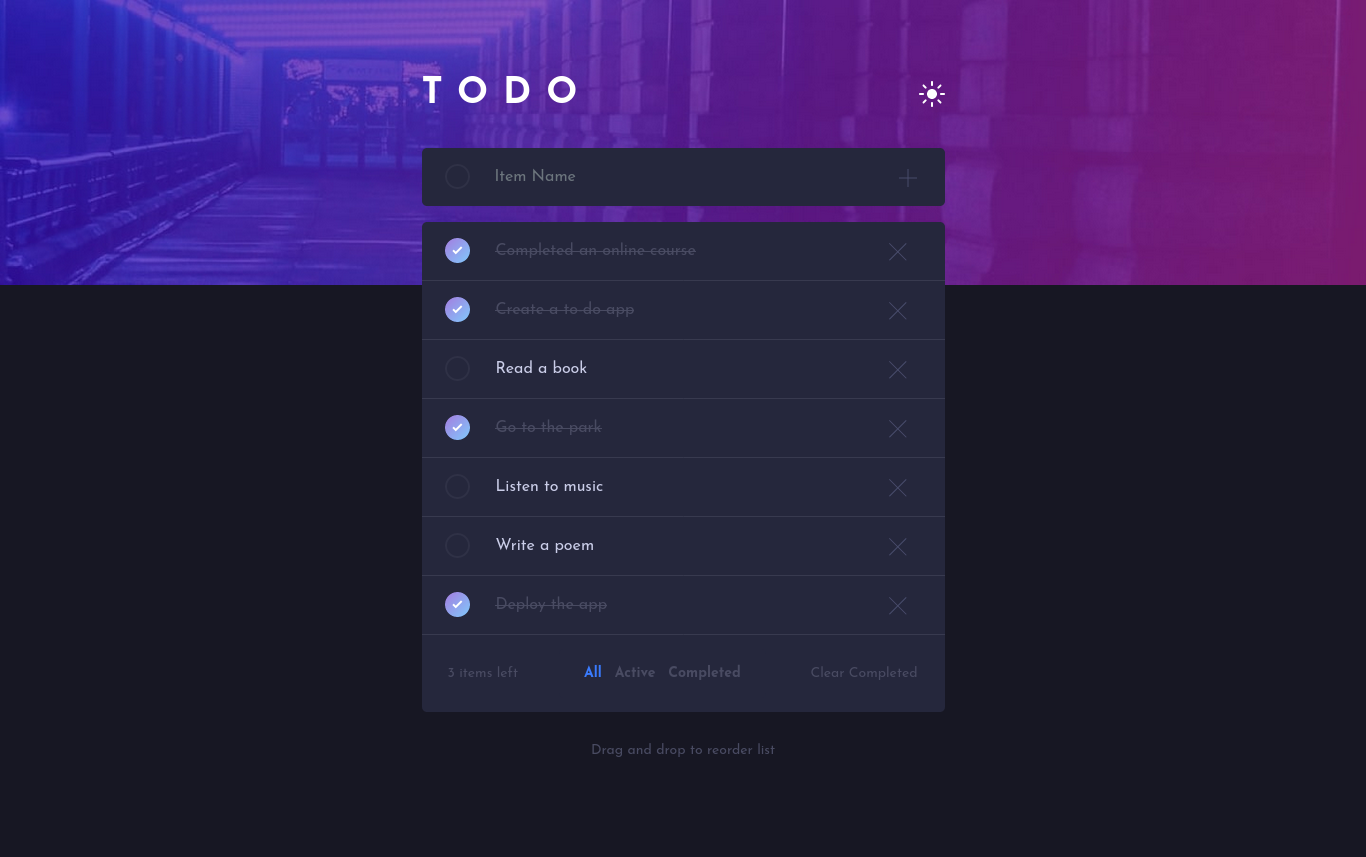 TODO
Item Name
Completed an online course
Create a to do app
Read a book
Go to the park
Listen to music
Write a poem
Deploy the app
3 items left All Active Completed Clear Completed
Drag and drop to reorder list